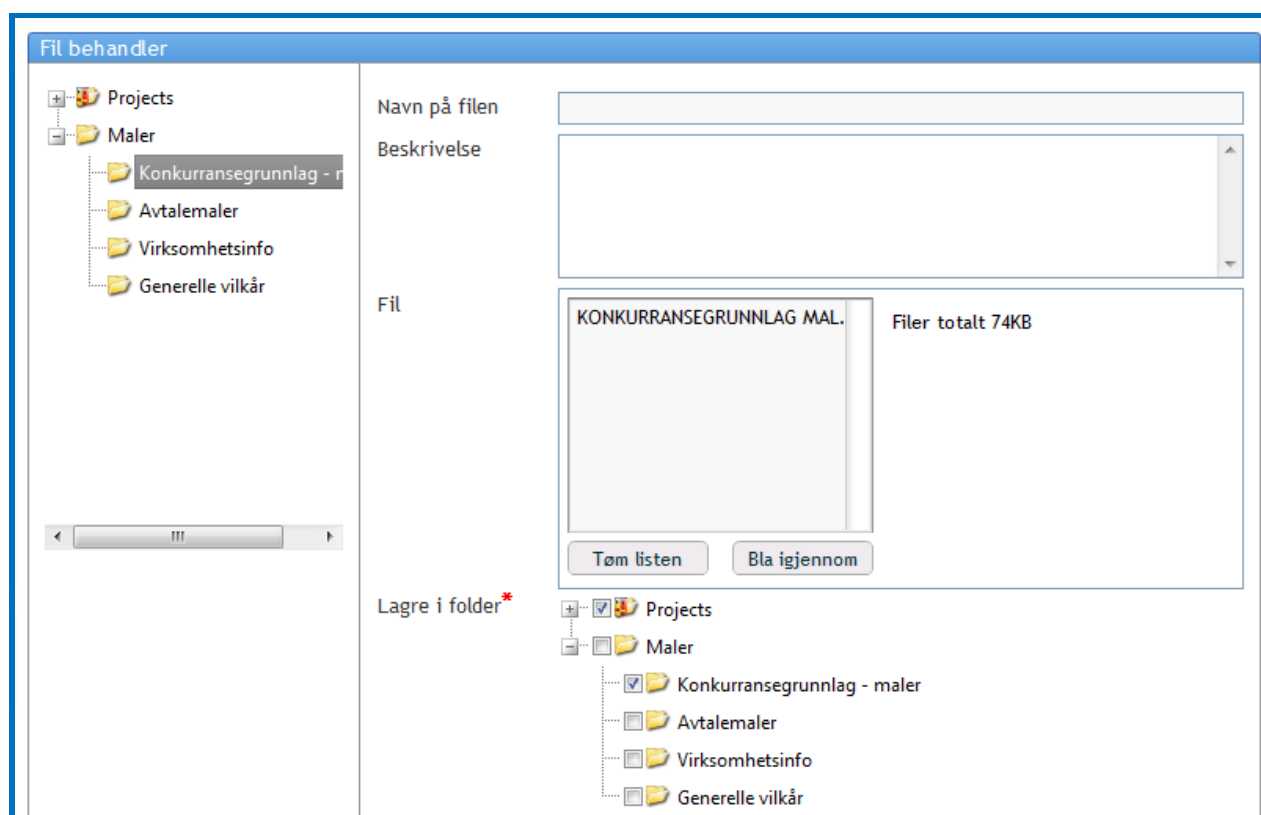 Fil behandler
Projects
Maler
Konkurransegrunnlag -
Avtalemaler
Virksomhetsinfo
Generelle vilkår
Navn på filen
Beskrivelse
Fil
KONKURRANSEGRUNNLAG MAL.
Filer totalt 74KB
Tøm listen
Bla igjennom
Lagre i folder*
Projects
Maler
Konkurransegrunnlag - maler
Avtalemaler
Virksomhetsinfo
Generelle vilkår